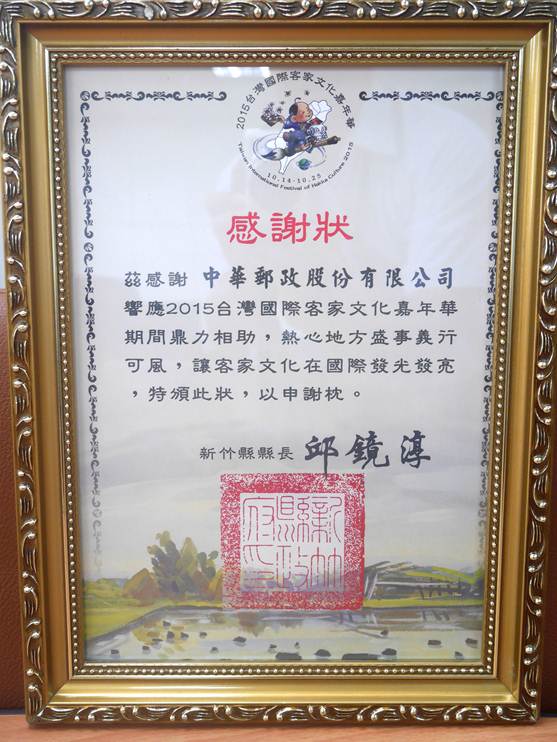 2015台灣國際客家文化嘉年華
10.14-10.25
Taiwan International Festival of Hakka Culture 2015
感謝狀
茲感謝 中華郵政股份有限公司
響應2015台灣國際客家文化嘉年華
期間鼎力相助，熱心地方盛事義行
可風，讓客家文化在國際發光發亮
，特頒此狀，以申謝枕。
新竹縣縣長 邱鏡淳
新竹縣政府印